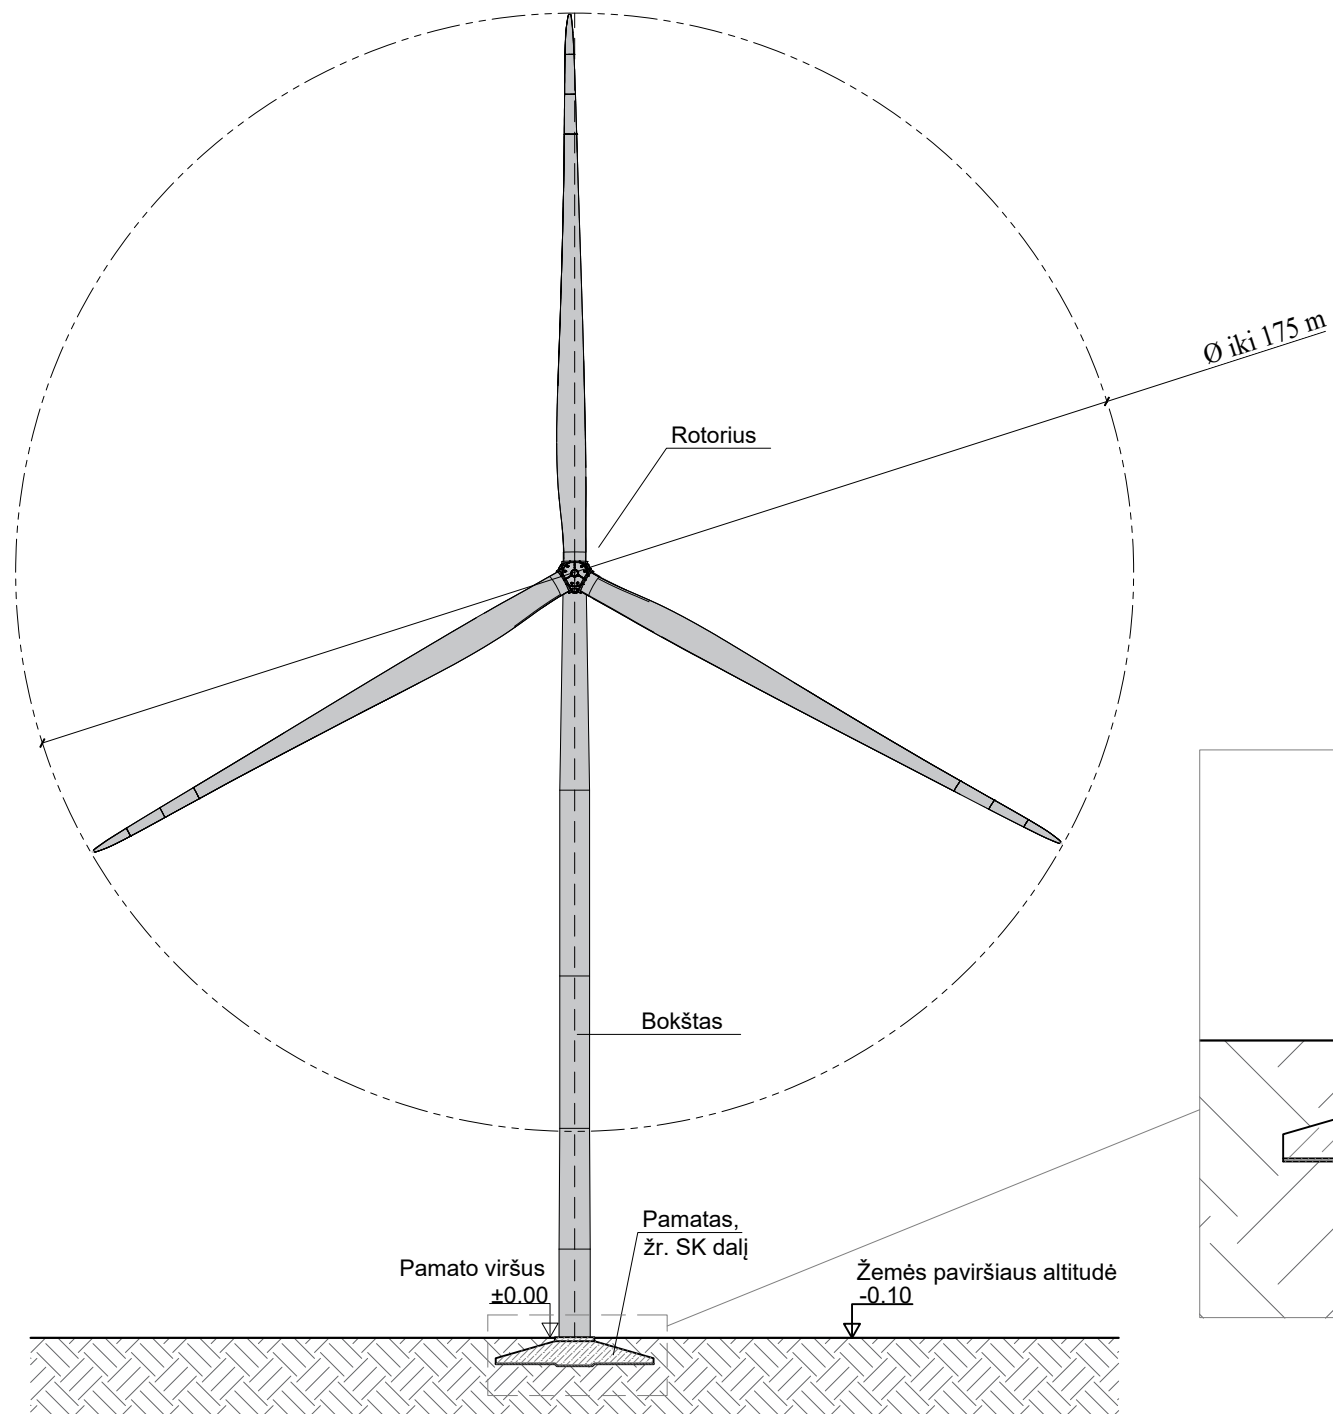 Ø iki 175 m
Rotorius
Bokštas
Pamatas,
žr. SK dalį
Pamato viršus
±0.00
Žemės paviršiaus altitudė
-0.10